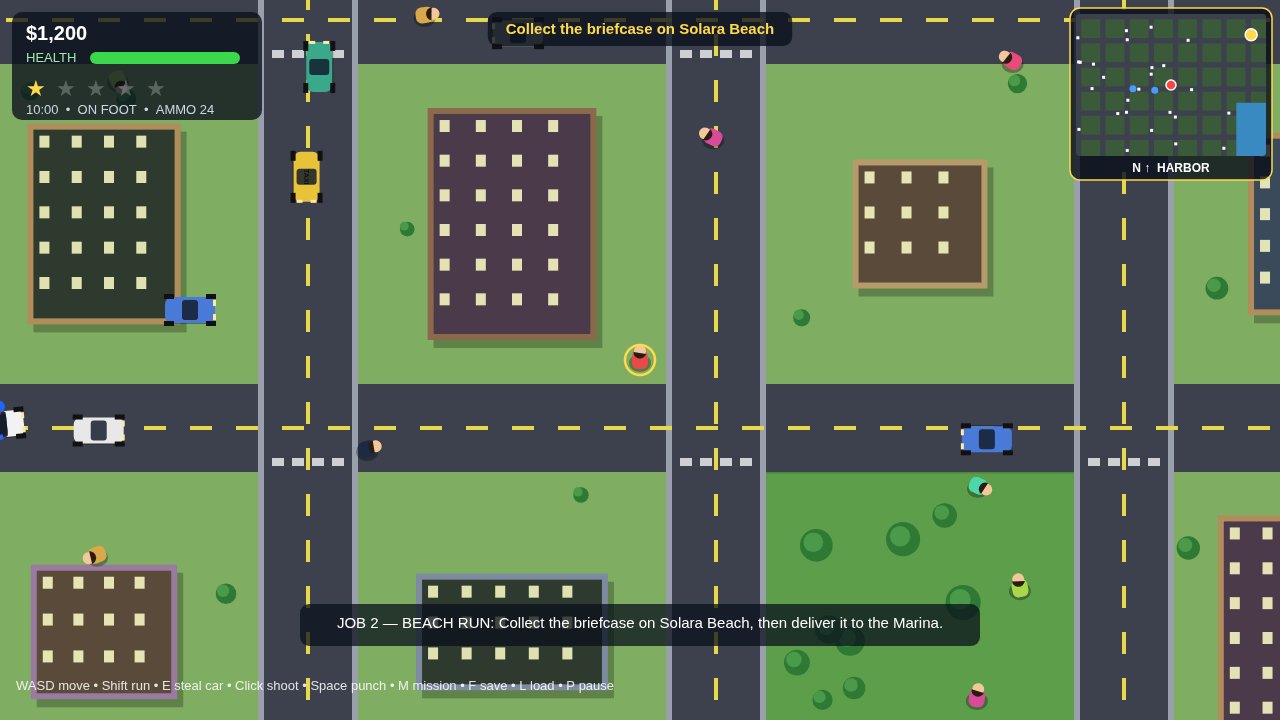 $1,200
HEALTH
10:00 • ON FOOT • AMMO 24
Collect the briefcase on Solara Beach
N ↑ HARBOR
JOB 2 — BEACH RUN: Collect the briefcase on Solara Beach, then deliver it to the Marina.
WASD move • Shift run • E steal car • Click shoot • Space punch • M mission • F save • L load • P pause